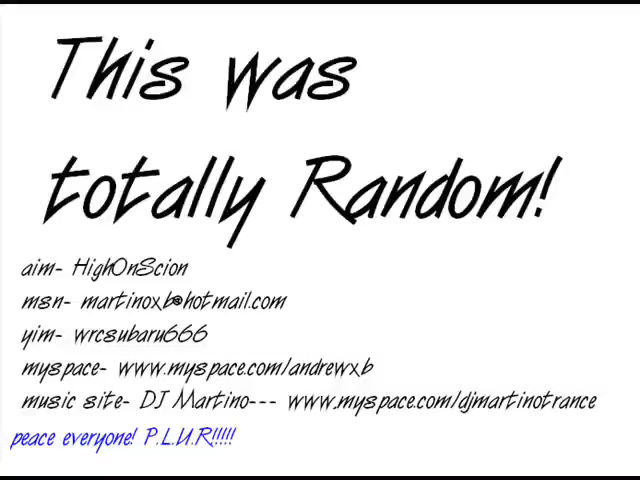 This was
totally Random!
aim- HighOnScion
msn- martinoxb@hotmail.com
yim- wrcsubaru666
myspace- www.myspace.com/andrewxb
music site- DJ Martino--- www.myspace.com/djmartinotrance
peace everyone! P.L.U.R!!!!!